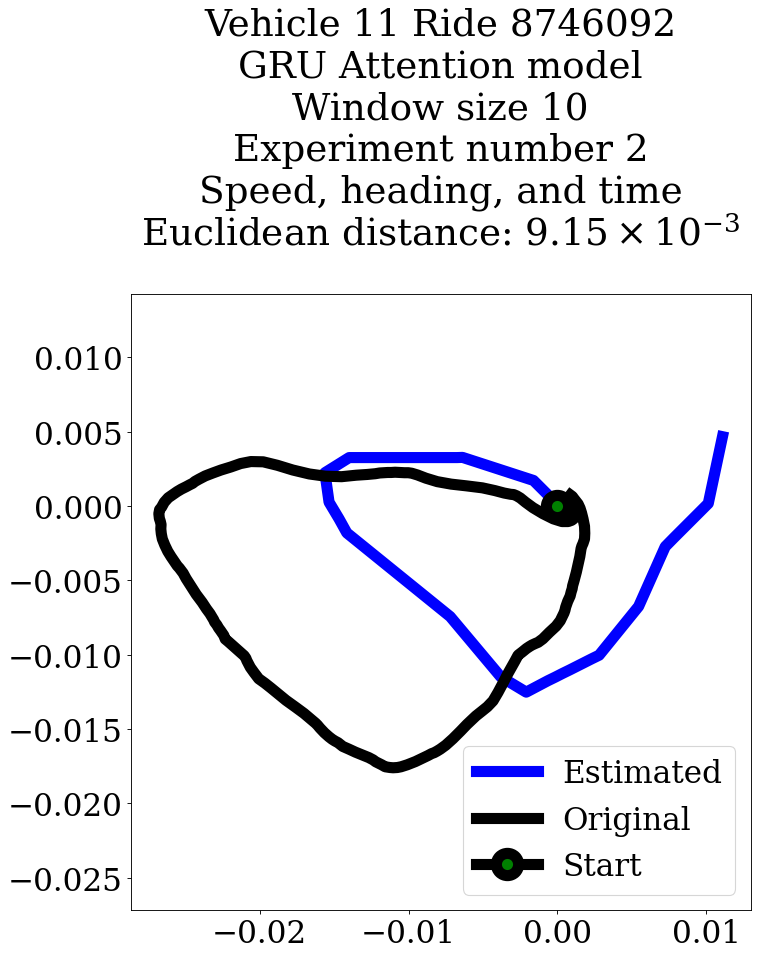 Vehicle 11 Ride 8746092
GRU Attention model
Window size 10
Experiment number 2
Speed, heading, and time
Euclidean distance: 9.15 × 10⁻³
0.010
0.005
0.000
−0.005
−0.010
−0.015
−0.020
−0.025
Estimated
Original
Start
−0.02
−0.01
0.00
0.01